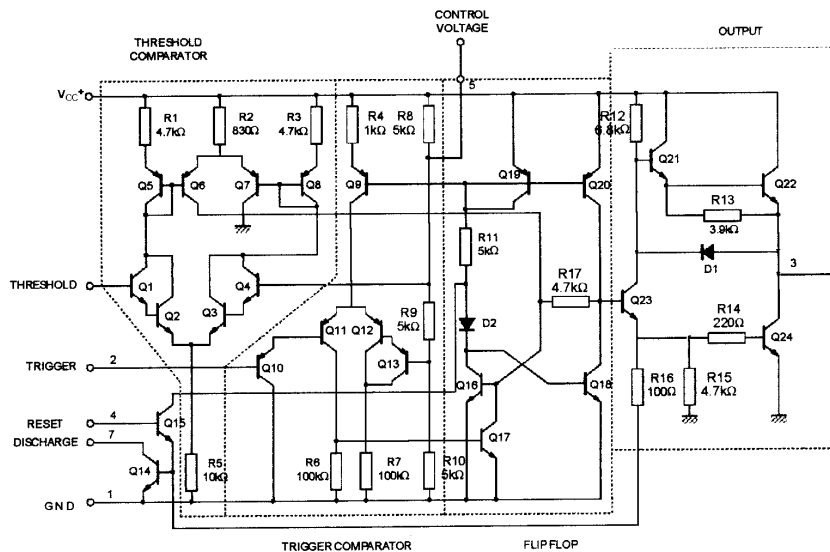 CONTROL
VOLTAGE
THRESHOLD
COMPARATOR
OUTPUT
5
VCC+
R1
4.7kΩ
R2
830Ω
R3
4.7kΩ
R4
1kΩ
R8
5kΩ
R12
6.8kΩ
Q5
Q6
Q7
Q8
Q9
Q19
Q20
Q21
Q22
R13
3.9kΩ
R11
5kΩ
D1
3
THRESHOLD
Q1
Q2
Q3
Q4
R17
4.7kΩ
Q23
R9
5kΩ
D2
R14
220Ω
Q24
Q11
Q12
Q13
TRIGGER
2
Q10
Q16
Q18
R16
100Ω
R15
4.7kΩ
RESET
4
Q15
DISCHARGE
7
Q17
Q14
R5
10kΩ
R6
100kΩ
R7
100kΩ
R10
5kΩ
GND
1
TRIGGER COMPARATOR
FLIP FLOP